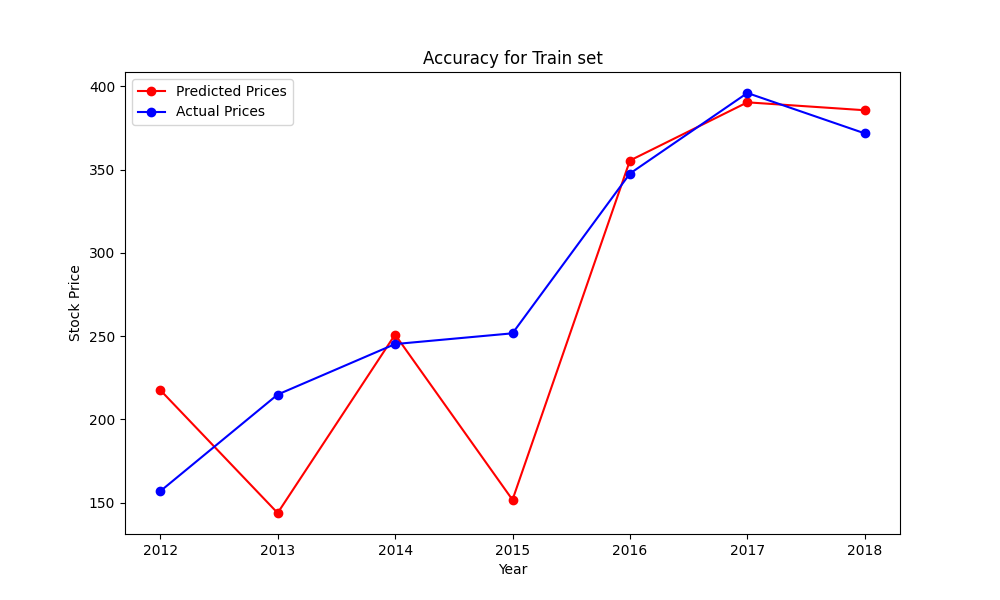 Accuracy for Train set
Predicted Prices
Actual Prices
400
350
300
250
200
150
Stock Price
2012 2013 2014 2015 2016 2017 2018
Year